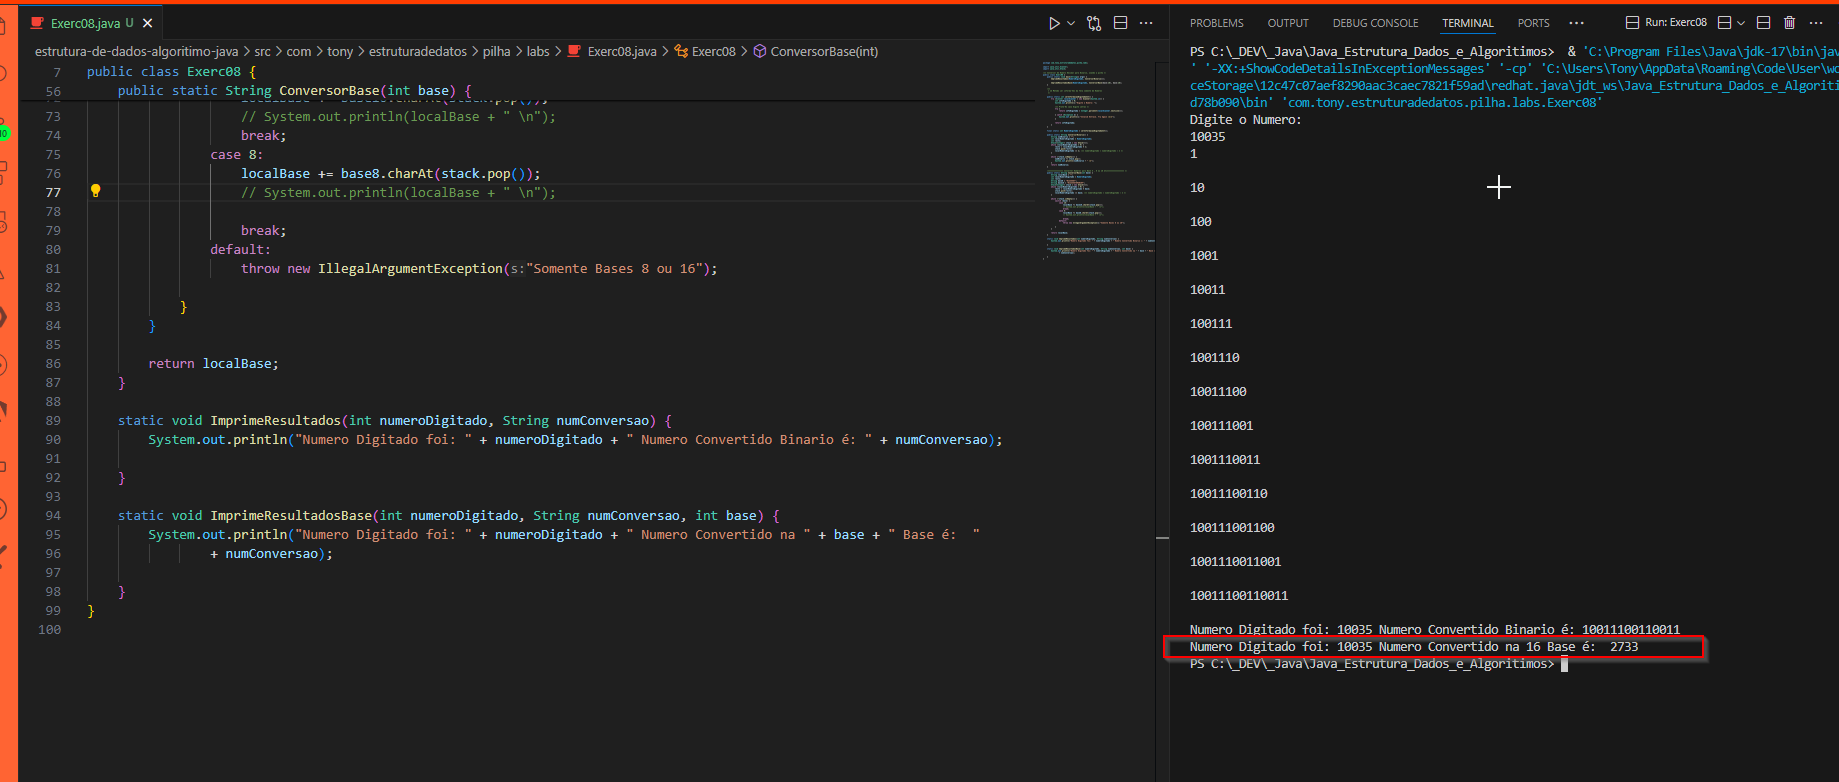 Exerc08.java U
estrutura-de-dados-algoritimo-java > src > com > tony > estruturadedatos > pilha > labs > Exerc08.java > Exerc08 > ConversorBase(int)
7 public class Exerc08 {
56 public static String ConversorBase(int base) {
73 // System.out.println(localBase + " \n");
74 break;
75 case 8:
76 localBase += base8.charAt(stack.pop());
77 // System.out.println(localBase + " \n");
78
79 break;
80 default:
81 throw new IllegalArgumentException(s:"Somente Bases 8 ou 16");
82
83 }
84 }
85
86 return localBase;
87 }
88
89 static void ImprimeResultados(int numeroDigitado, String numConversao) {
90 System.out.println("Numero Digitado foi: " + numeroDigitado + " Numero Convertido Binario é: " + numConversao);
91
92 }
93
94 static void ImprimeResultadosBase(int numeroDigitado, String numConversao, int base) {
95 System.out.println("Numero Digitado foi: " + numeroDigitado + " Numero Convertido na " + base + " Base é:  "
96 + numConversao);
97
98 }
99 }
100
PROBLEMS OUTPUT DEBUG CONSOLE TERMINAL PORTS ··· Run: Exerc08
PS C:\_DEV\_Java\Java_Estrutura_Dados_e_Algoritimos>  & 'C:\Program Files\Java\jdk-17\bin\jav
' '-XX:+ShowCodeDetailsInExceptionMessages' '-cp' 'C:\Users\Tony\AppData\Roaming\Code\User\wo
ceStorage\12c47c07aef8290aac3caec7821f59ad\redhat.java\jdt_ws\Java_Estrutura_Dados_e_Algoriti
d78b090\bin' 'com.tony.estruturadedatos.pilha.labs.Exerc08'
Digite o Numero:
10035
1
10
100
1001
10011
100111
1001110
10011100
100111001
1001110011
10011100110
100111001100
1001110011001
10011100110011
Numero Digitado foi: 10035 Numero Convertido Binario é: 10011100110011
Numero Digitado foi: 10035 Numero Convertido na 16 Base é:  2733
PS C:\_DEV\_Java\Java_Estrutura_Dados_e_Algoritimos>